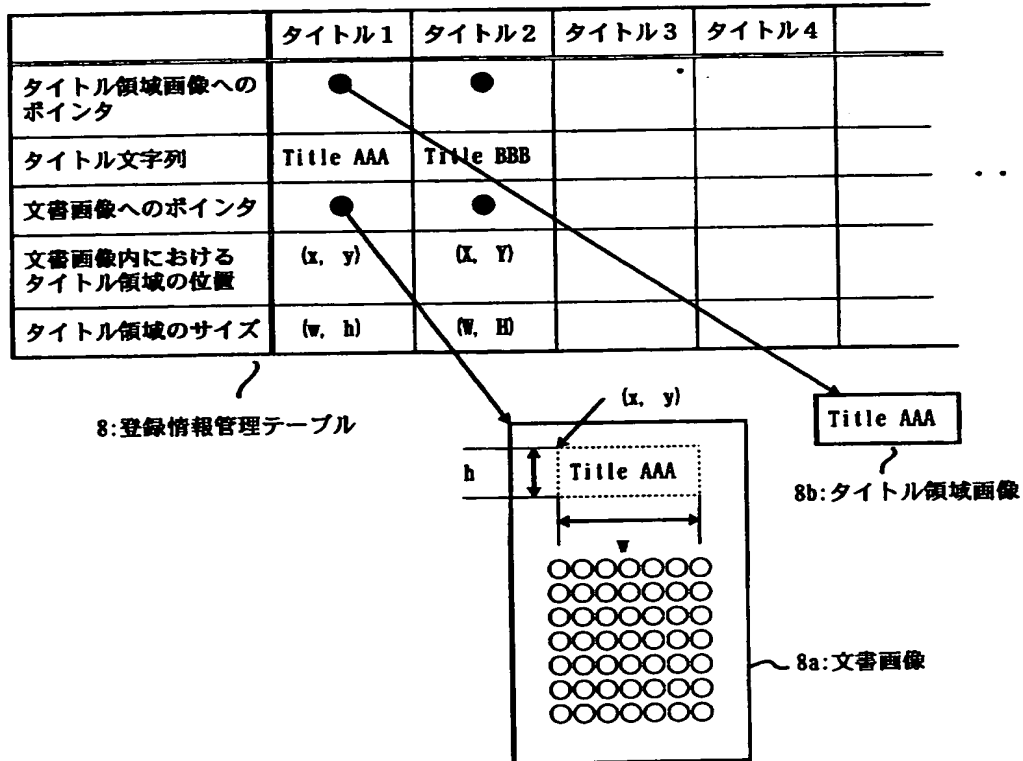 タイトル1 タイトル2 タイトル3 タイトル4
タイトル領域画像への
ポインタ
タイトル文字列 Title AAA Title BBB
文書画像へのポインタ
文書画像内における
タイトル領域の位置 (x, y) (X, Y)
タイトル領域のサイズ (w, h) (W, H)
8:登録情報管理テーブル
(x, y)
Title AAA
h
Title AAA
8b:タイトル領域画像
w
○○○○○○○
○○○○○○○
○○○○○○○
○○○○○○○
○○○○○○○
○○○○○○○
○○○○○○○
8a:文書画像